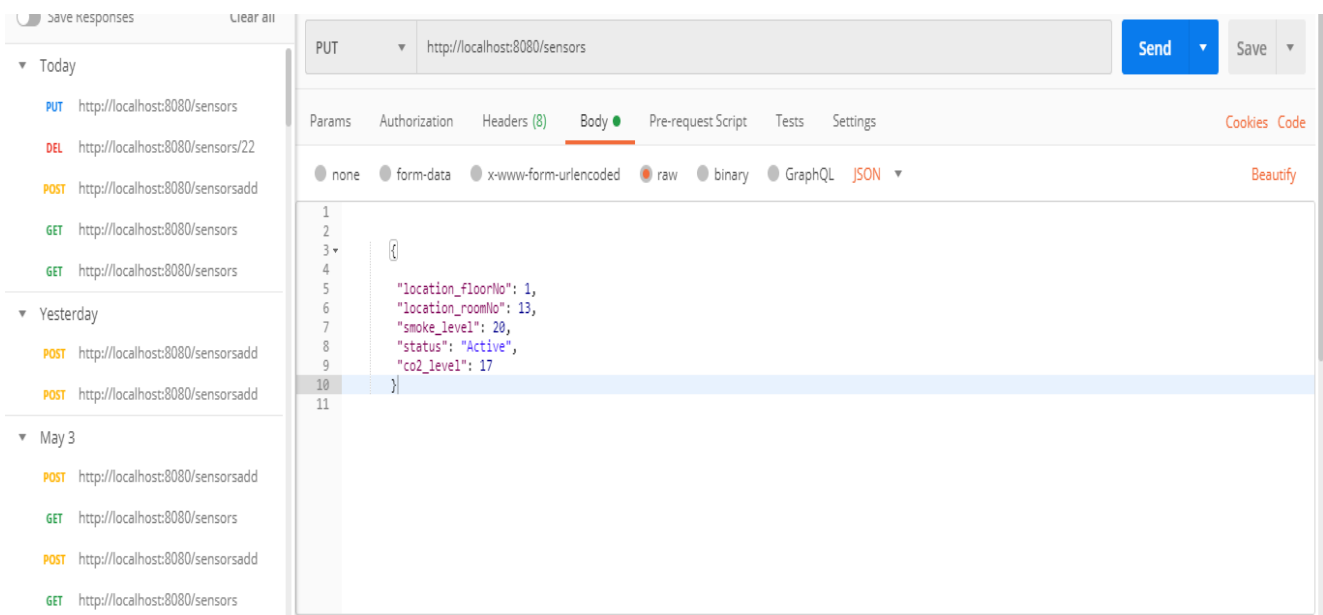 Save Responses Clear all
Today
PUT http://localhost:8080/sensors
DEL http://localhost:8080/sensors/22
POST http://localhost:8080/sensorsadd
GET http://localhost:8080/sensors
GET http://localhost:8080/sensors
Yesterday
POST http://localhost:8080/sensorsadd
POST http://localhost:8080/sensorsadd
May 3
POST http://localhost:8080/sensorsadd
GET http://localhost:8080/sensors
POST http://localhost:8080/sensorsadd
GET http://localhost:8080/sensors
PUT http://localhost:8080/sensors Send Save
Params Authorization Headers (8) Body Pre-request Script Tests Settings Cookies Code
none form-data x-www-form-urlencoded raw binary GraphQL JSON Beautify
1
2
3 {
4
5 "location_floorNo": 1,
6 "location_roomNo": 13,
7 "smoke_level": 20,
8 "status": "Active",
9 "co2_level": 17
10 }
11